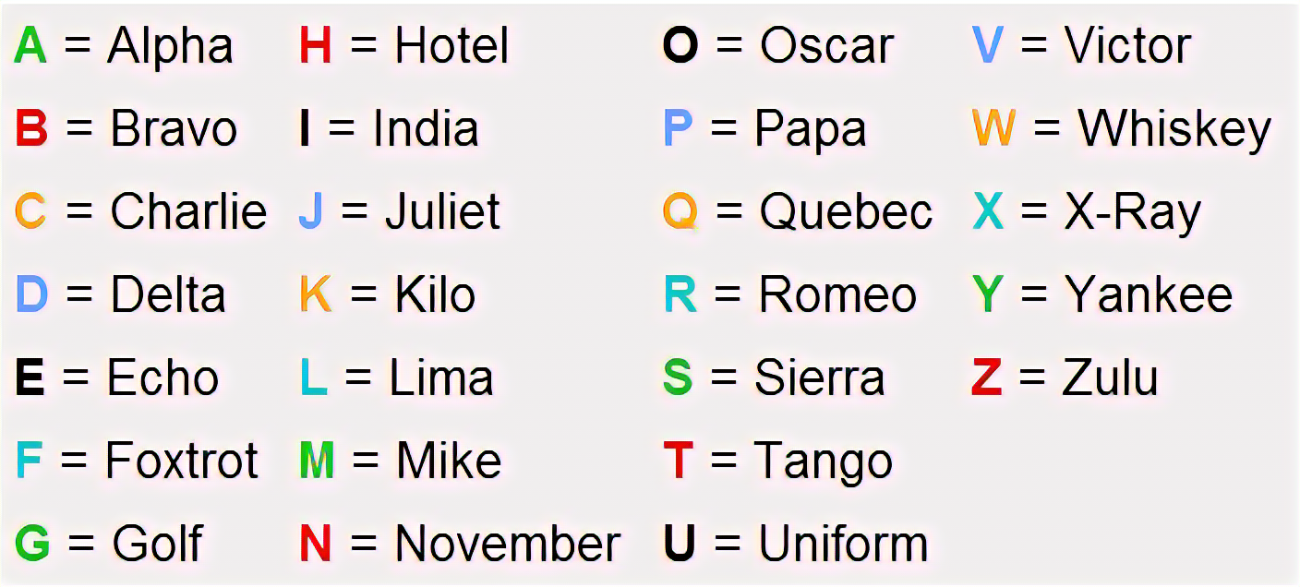 A = Alpha
B = Bravo
C = Charlie
D = Delta
E = Echo
F = Foxtrot
G = Golf
H = Hotel
I = India
J = Juliet
K = Kilo
L = Lima
M = Mike
N = November
O = Oscar
P = Papa
Q = Quebec
R = Romeo
S = Sierra
T = Tango
U = Uniform
V = Victor
W = Whiskey
X = X-Ray
Y = Yankee
Z = Zulu